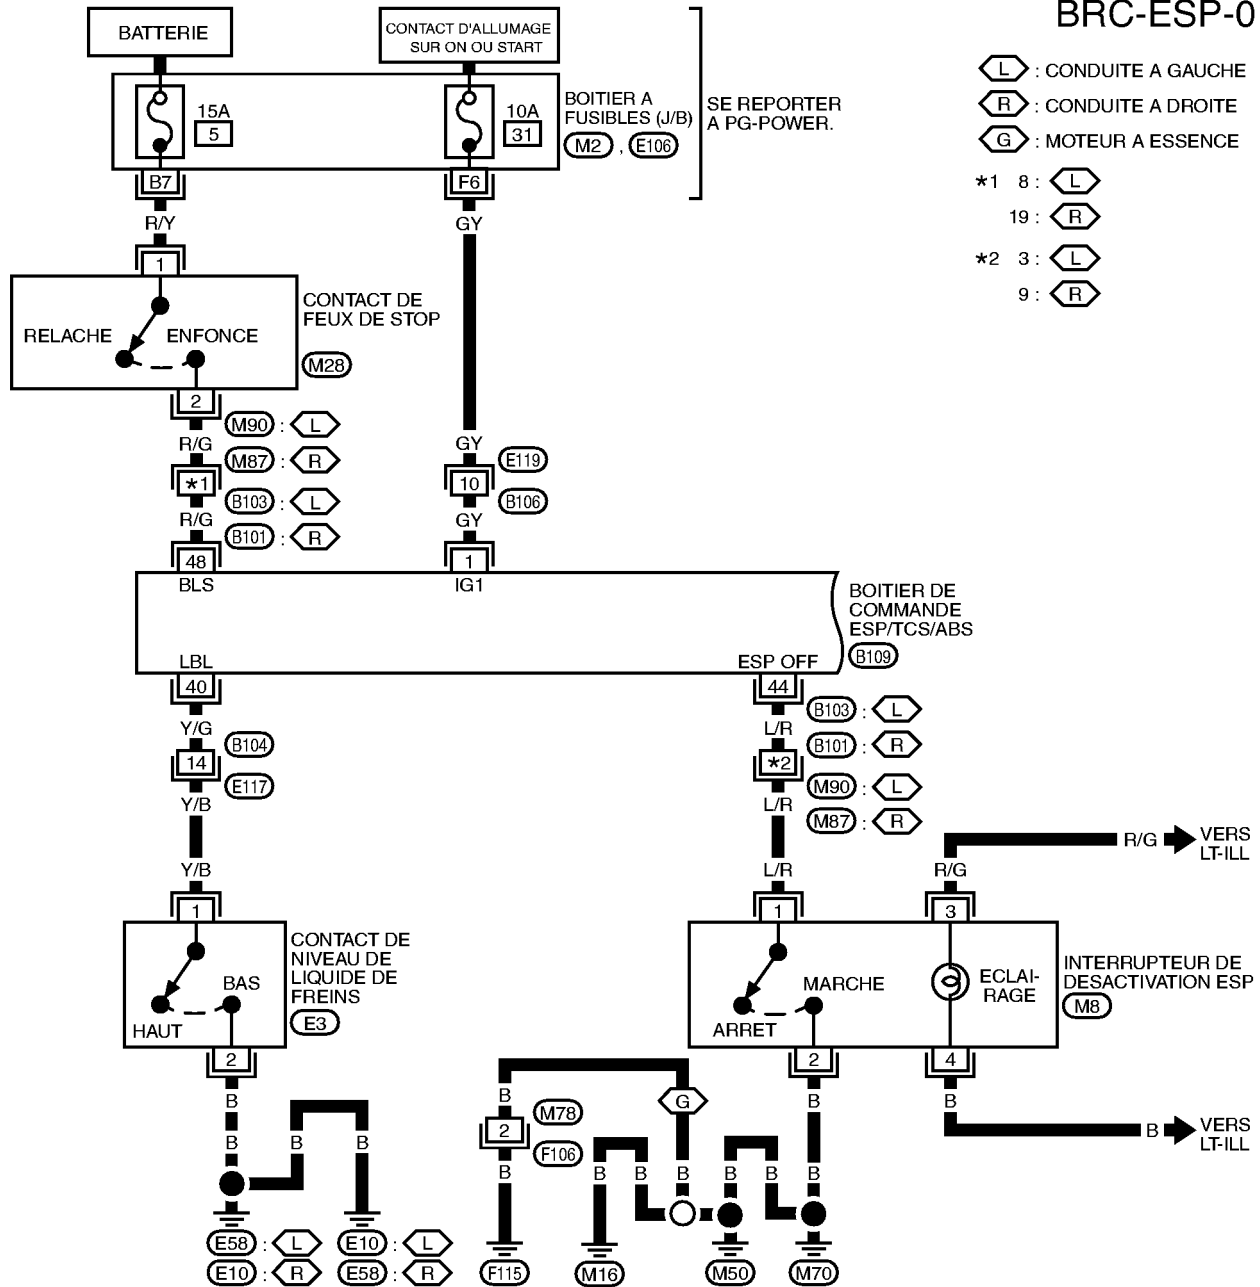 BRC-ESP-0
BATTERIE
CONTACT D'ALLUMAGE
SUR ON OU START
L : CONDUITE A GAUCHE
R : CONDUITE A DROITE
G : MOTEUR A ESSENCE
*1 8 : L
19 : R
*2 3 : L
9 : R
15A
5
10A
31
BOITIER A
FUSIBLES (J/B)
M2 , E106
SE REPORTER
A PG-POWER.
B7
F6
R/Y
GY
1
CONTACT DE
FEUX DE STOP
M28
RELACHE
ENFONCE
2
M90 : L
R/G
M87 : R
*1
B103 : L
R/G
B101 : R
48
BLS
GY
E119
10
B106
GY
1
IG1
BOITIER DE
COMMANDE
ESP/TCS/ABS
B109
LBL
40
ESP OFF
44
Y/G
B104
14
E117
Y/B
Y/B
1
B103 : L
L/R
B101 : R
*2
M90 : L
L/R
M87 : R
L/R
1
R/G
VERS
LT-ILL
R/G
3
CONTACT DE
NIVEAU DE
LIQUIDE DE
FREINS
E3
BAS
HAUT
2
MARCHE
ARRET
ECLAI-
RAGE
INTERRUPTEUR DE
DESACTIVATION ESP
M8
2
4
B
B
B
B
B
M78
2
F106
B
G
B
B
B
B
B
B
B
B
B
VERS
LT-ILL
E58 : L
E10 : L
E10 : R
E58 : R
F115
M16
M50
M70